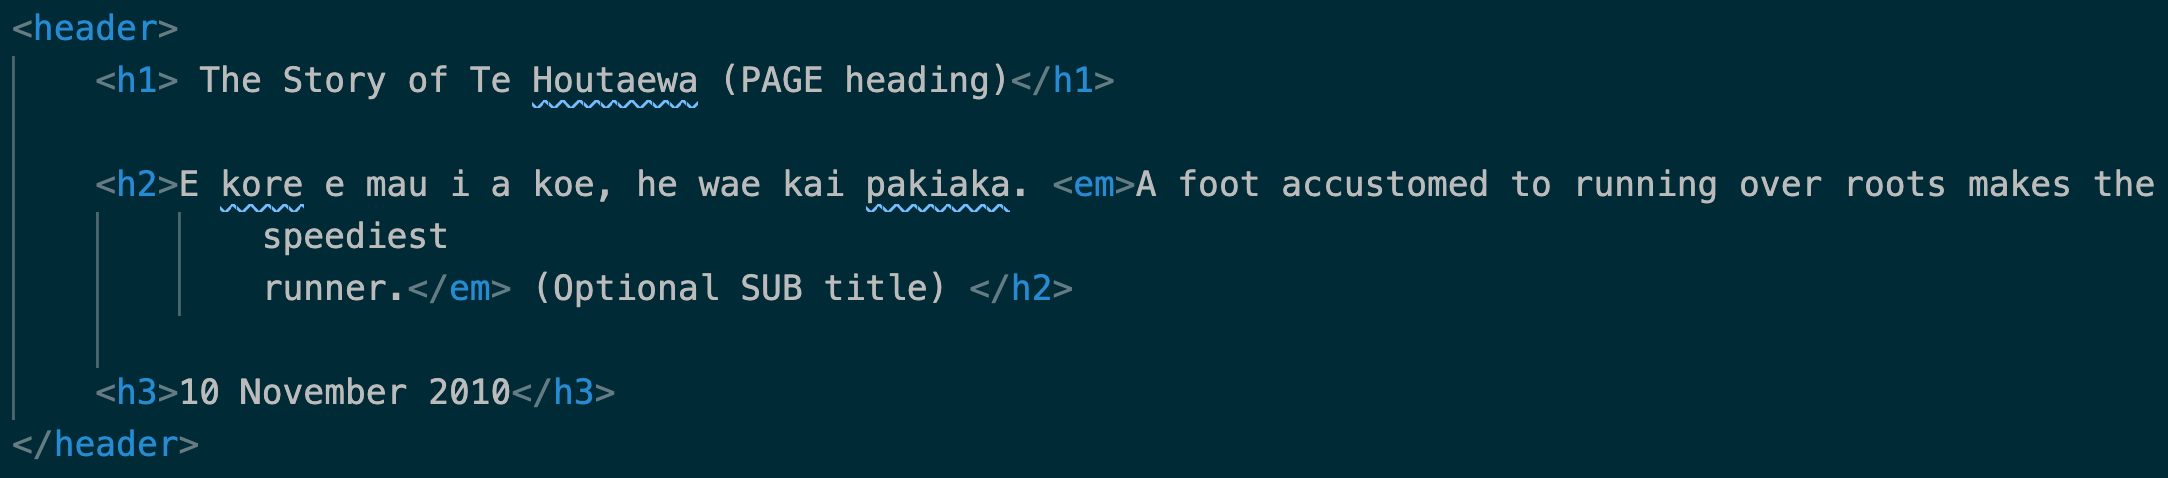 <header>
<h1> The Story of Te Houtaewa (PAGE heading)</h1>
<h2>E kore e mau i a koe, he wae kai pakiaka. <em>A foot accustomed to running over roots makes the
speediest
runner.</em> (Optional SUB title) </h2>
<h3>10 November 2010</h3>
</header>